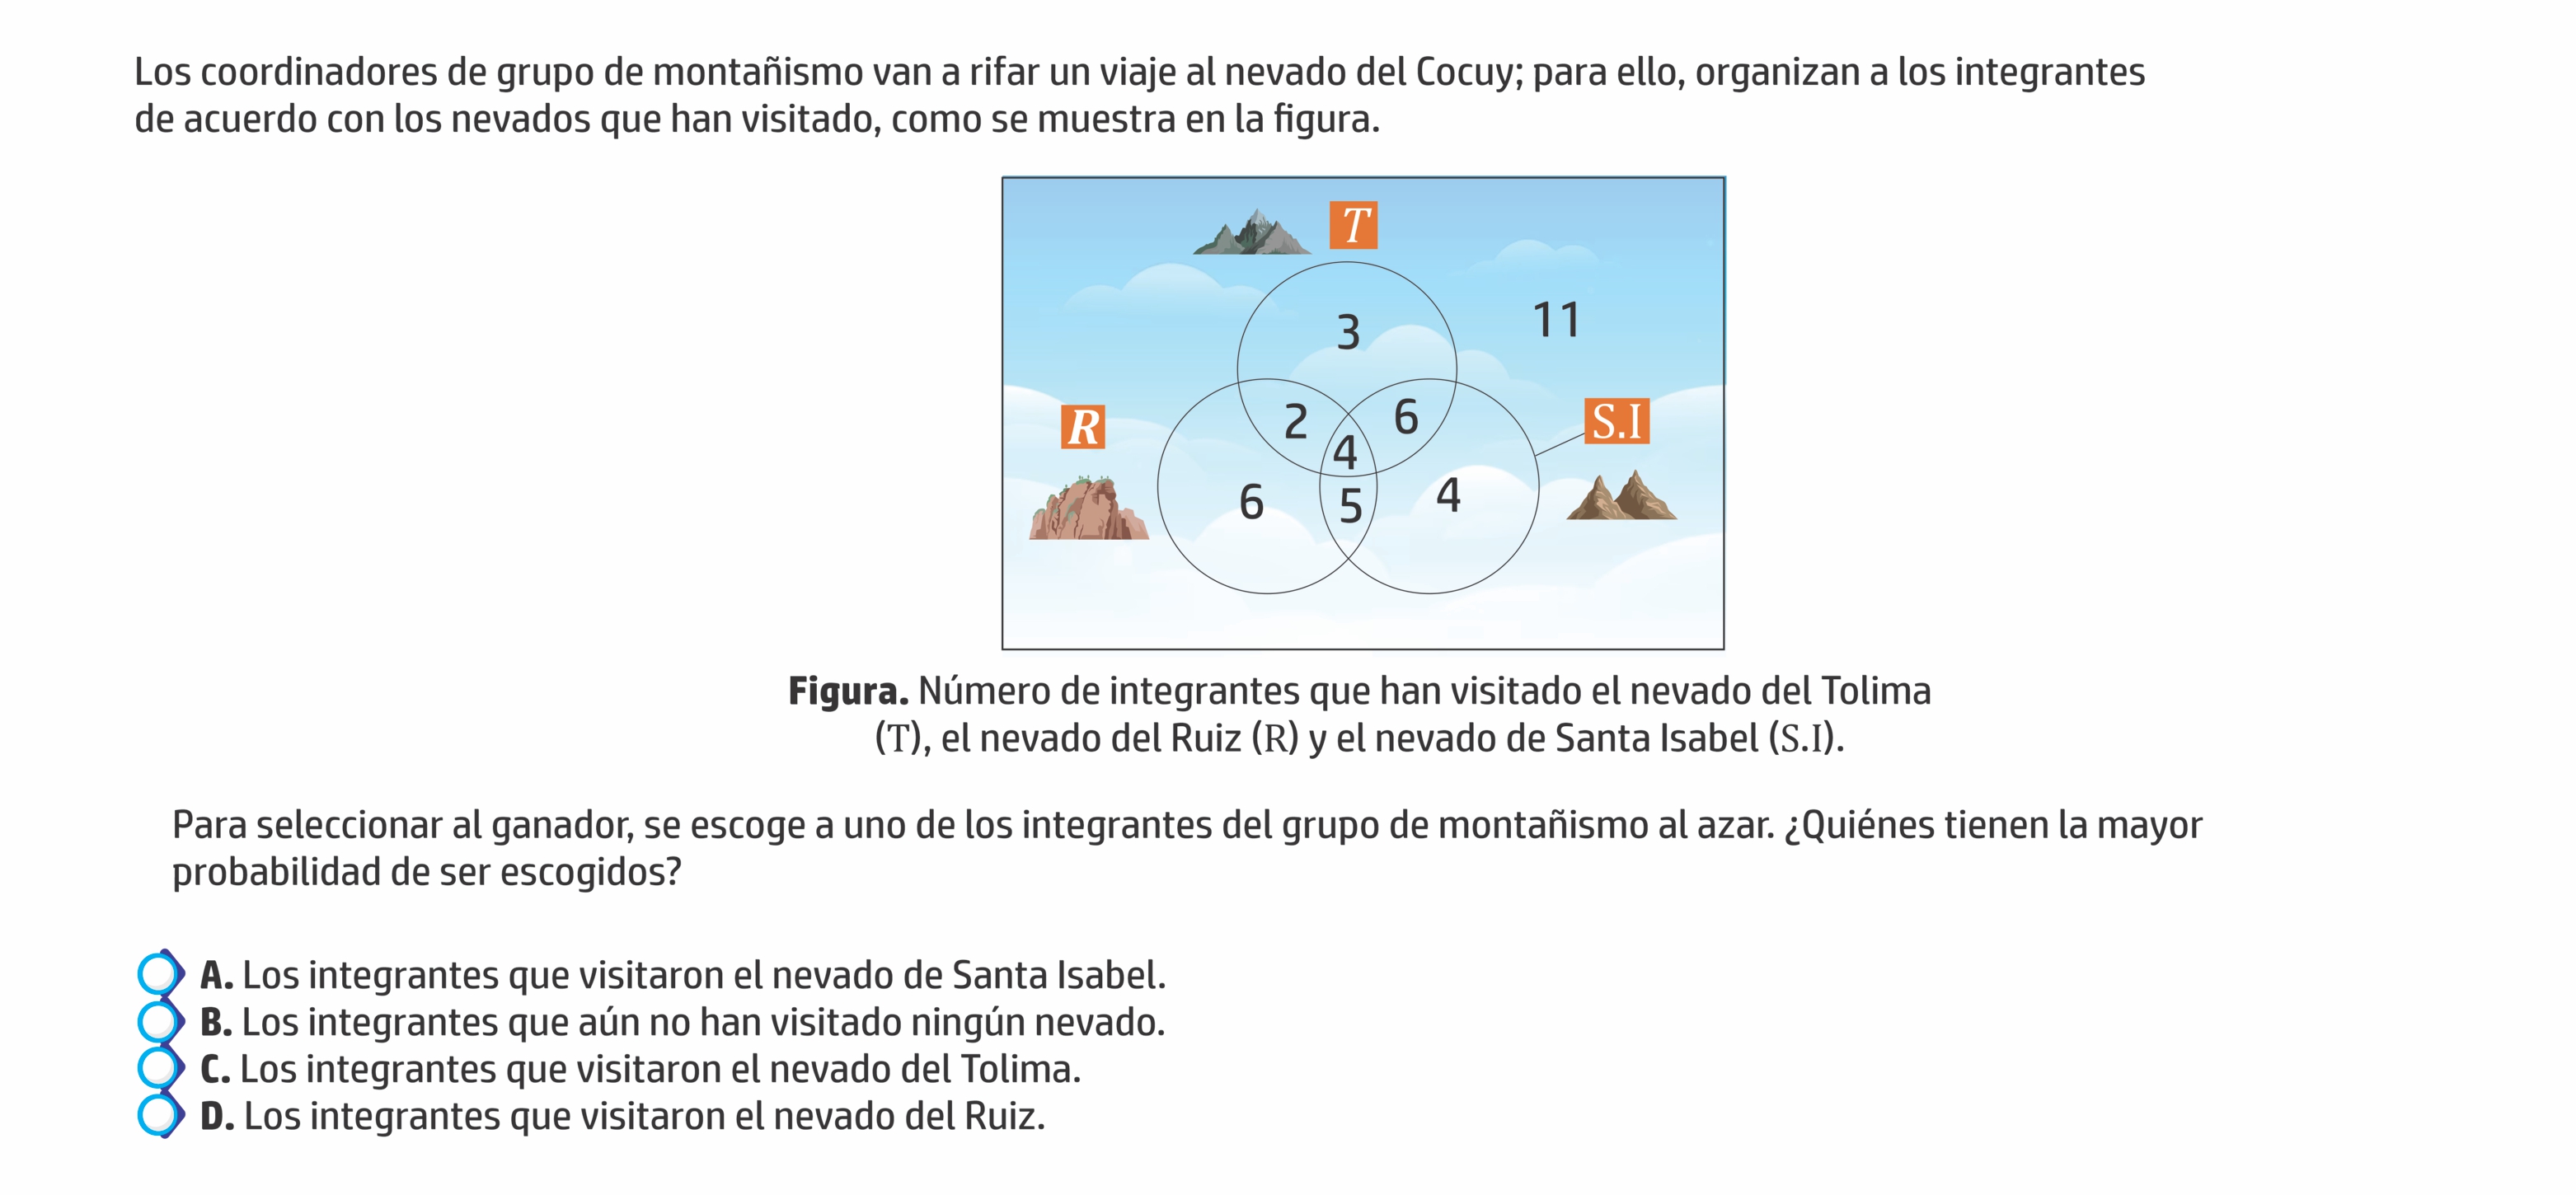 Los coordinadores de grupo de montañismo van a rifar un viaje al nevado del Cocuy; para ello, organizan a los integrantes
de acuerdo con los nevados que han visitado, como se muestra en la figura.
T
3
11
R
2
6
S.I
4
6
5
4
Figura. Número de integrantes que han visitado el nevado del Tolima
(T), el nevado del Ruiz (R) y el nevado de Santa Isabel (S.I).
Para seleccionar al ganador, se escoge a uno de los integrantes del grupo de montañismo al azar. ¿Quiénes tienen la mayor
probabilidad de ser escogidos?
A. Los integrantes que visitaron el nevado de Santa Isabel.
B. Los integrantes que aún no han visitado ningún nevado.
C. Los integrantes que visitaron el nevado del Tolima.
D. Los integrantes que visitaron el nevado del Ruiz.